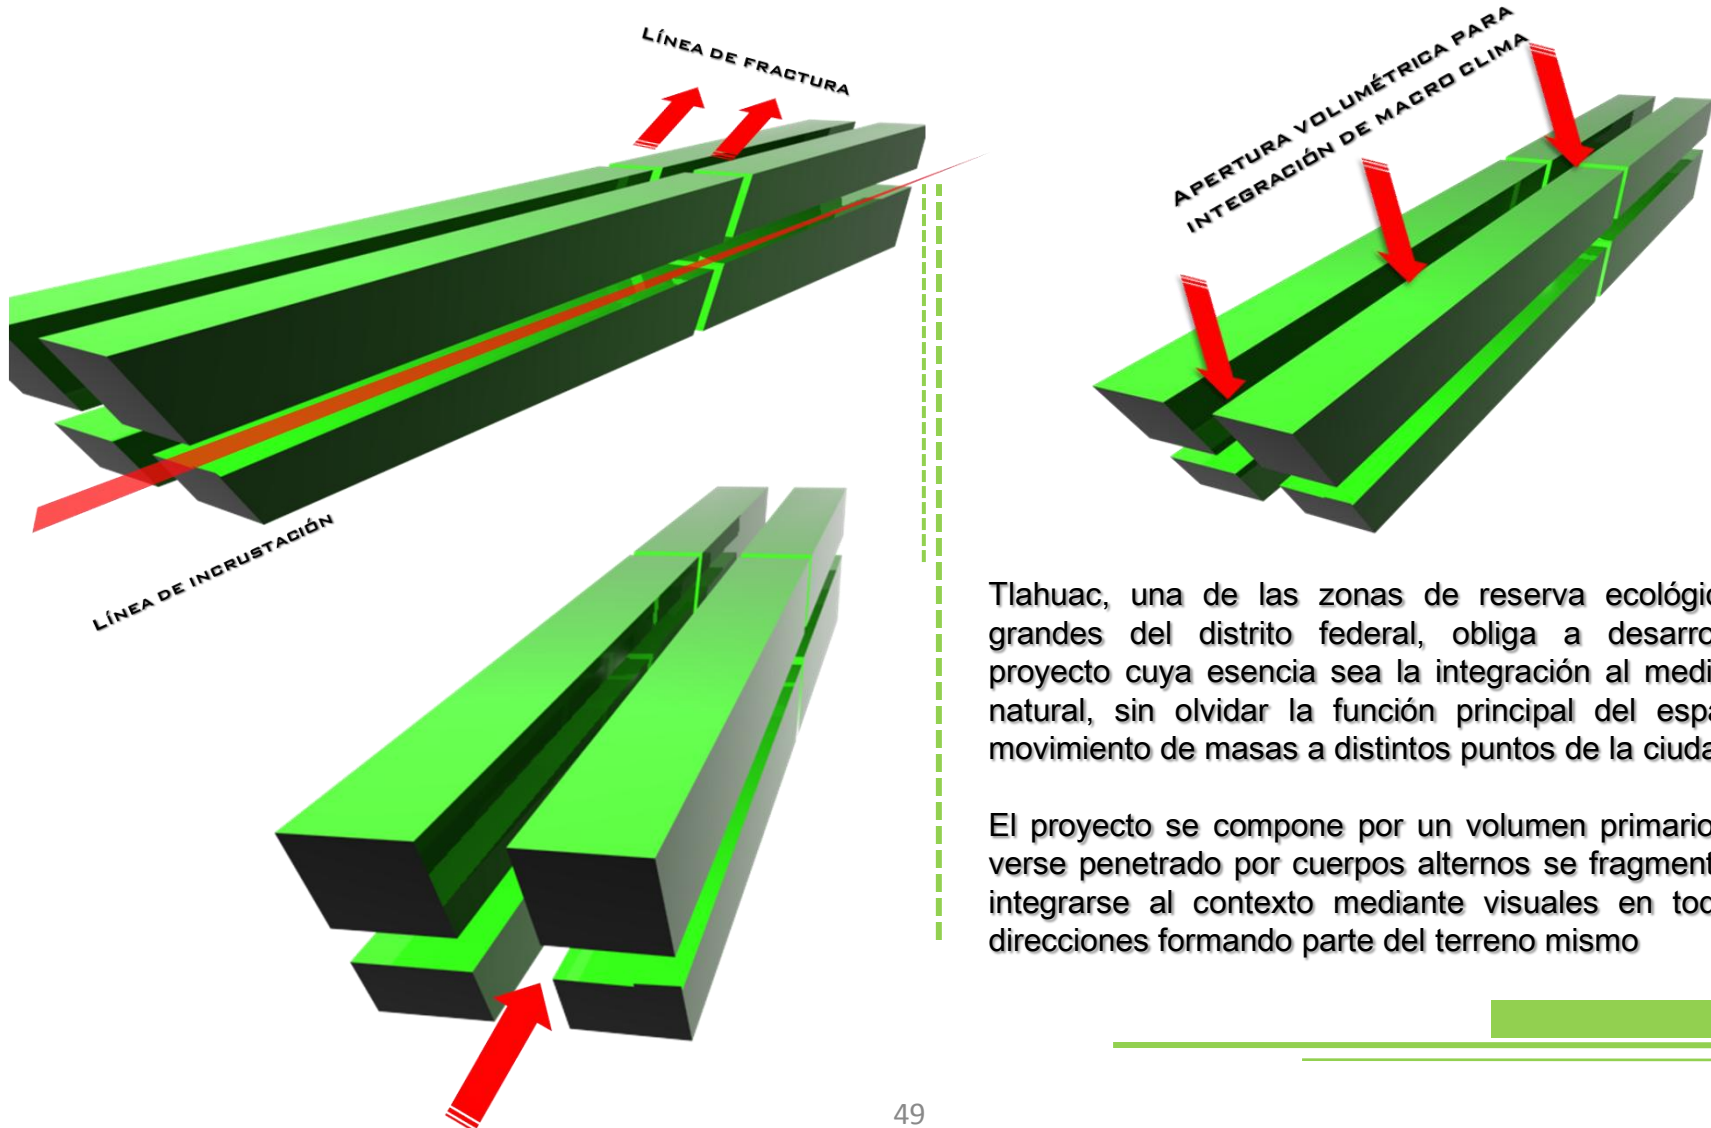 LÍNEA DE FRACTURA
APERTURA VOLUMÉTRICA PARA
INTEGRACIÓN DE MACRO CLIMA
LÍNEA DE INCRUSTACIÓN
Tlahuac, una de las zonas de reserva
grandes del distrito federal, obliga a
proyecto cuya esencia sea la integración al
natural, sin olvidar la función principal del
movimiento de masas a distintos puntos de la
El proyecto se compone por un volumen primario
verse penetrado por cuerpos alternos se
integrarse al contexto mediante visuales en
direcciones formando parte del terreno mismo
49